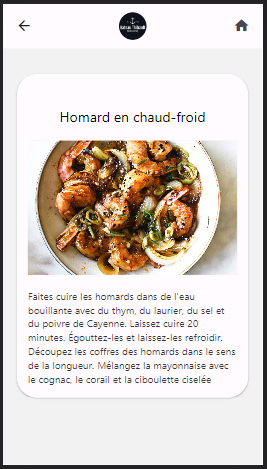 Homard en chaud-froid
Faites cuire les homards dans de l'eau
bouillante avec du thym, du laurier, du sel et
du poivre de Cayenne. Laissez cuire 20
minutes. Égouttez-les et laissez-les refroidir.
Découpez les coffres des homards dans le sens
de la longueur. Mélangez la mayonnaise avec
le cognac, le corail et la ciboulette ciselée